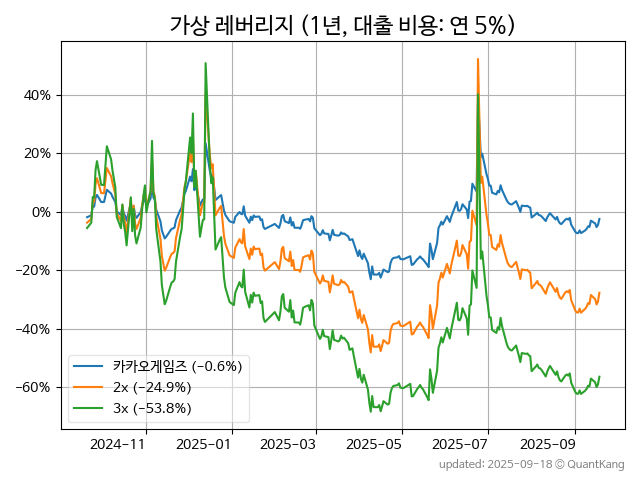 가상 레버리지 (1년, 대출 비용: 연 5%)
40%
20%
0%
−20%
−40%
−60%
카카오게임즈 (−0.6%)
2x (−24.9%)
3x (−53.8%)
2024−11 2025−01 2025−03 2025−05 2025−07 2025−09
updated: 2025-09-18 © QuantKang